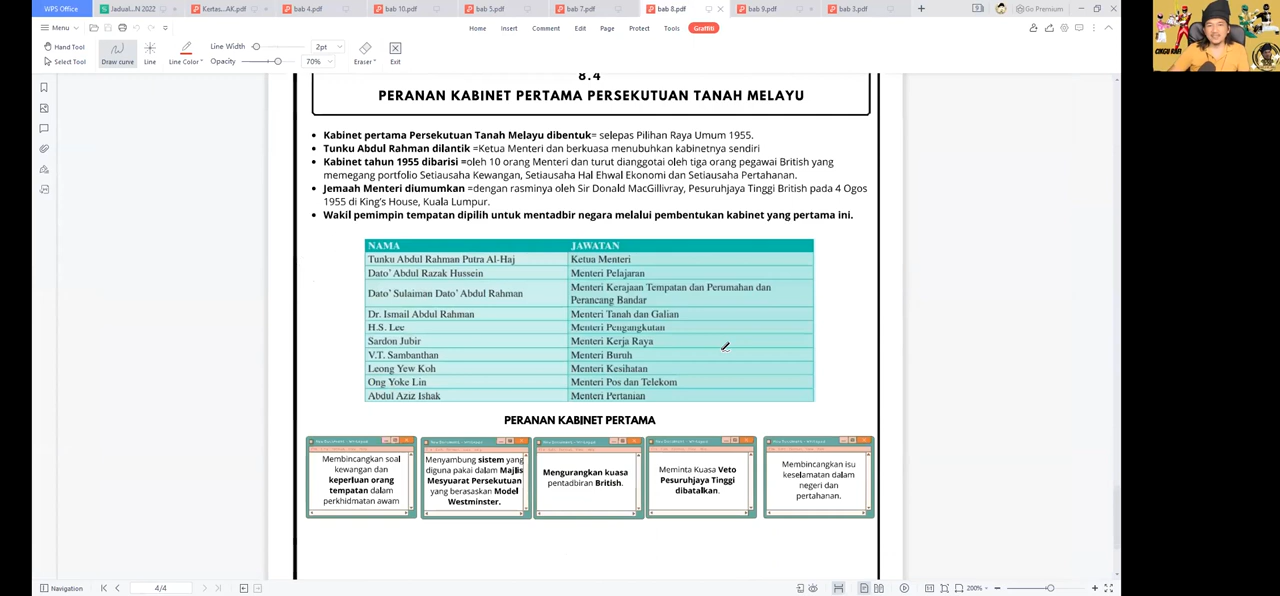 WPS Office
Jadual...N 2022
Kertas...AK.pdf
bab 4.pdf
bab 10.pdf
bab 5.pdf
bab 7.pdf
bab 8.pdf
bab 9.pdf
bab 3.pdf
Go Premium
Menu
Home Insert Comment Edit Page Protect Tools Graffiti
Hand Tool
Select Tool
Draw curve
Line
Line Color
Line Width 2pt
Opacity 70%
Eraser
Exit
CIKGU RAFI
8.4
PERANAN KABINET PERTAMA PERSEKUTUAN TANAH MELAYU
• Kabinet pertama Persekutuan Tanah Melayu dibentuk= selepas Pilihan Raya Umum 1955.
• Tunku Abdul Rahman dilantik =Ketua Menteri dan berkuasa menubuhkan kabinetnya sendiri
• Kabinet tahun 1955 dibarisi =oleh 10 orang Menteri dan turut dianggotai oleh tiga orang pegawai British yang
memegang portfolio Setiausaha Kewangan, Setiausaha Hal Ehwal Ekonomi dan Setiausaha Pertahanan.
• Jemaah Menteri diumumkan =dengan rasminya oleh Sir Donald MacGillivray, Pesuruhjaya Tinggi British pada 4 Ogos
1955 di King's House, Kuala Lumpur.
• Wakil pemimpin tempatan dipilih untuk mentadbir negara melalui pembentukan kabinet yang pertama ini.
NAMA JAWATAN
Tunku Abdul Rahman Putra Al-Haj Ketua Menteri
Dato' Abdul Razak Hussein Menteri Pelajaran
Dato' Sulaiman Dato' Abdul Rahman Menteri Kerajaan Tempatan dan Perumahan dan
Perancang Bandar
Dr. Ismail Abdul Rahman Menteri Tanah dan Galian
H.S. Lee Menteri Pengangkutan
Sardon Jubir Menteri Kerja Raya
V.T. Sambanthan Menteri Buruh
Leong Yew Koh Menteri Kesihatan
Ong Yoke Lin Menteri Pos dan Telekom
Abdul Aziz Ishak Menteri Pertanian
PERANAN KABINET PERTAMA
Membincangkan soal
kewangan dan
keperluan orang
tempatan dalam
perkhidmatan awam
Menyambung sistem yang
diguna pakai dalam Majlis
Mesyuarat Persekutuan
yang berasaskan Model
Westminster.
Mengurangkan kuasa
pentadbiran British.
Meminta Kuasa Veto
Pesuruhjaya Tinggi
dibatalkan.
Membincangkan isu
keselamatan dalam
negeri dan
pertahanan.
Navigation
4/4
200%